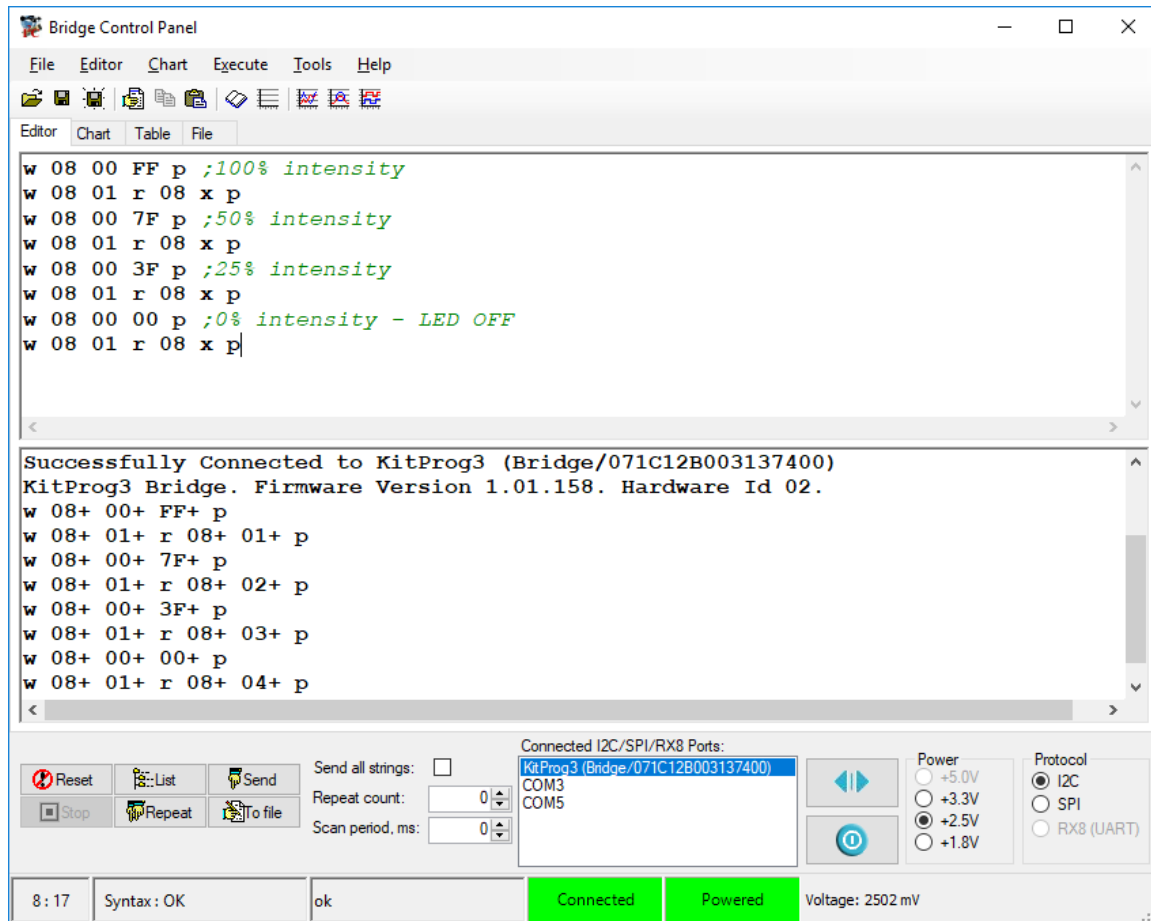 Bridge Control Panel
File Editor Chart Execute Tools Help
Editor Chart Table File
w 08 00 FF p ;100% intensity
w 08 01 r 08 x p
w 08 00 7F p ;50% intensity
w 08 01 r 08 x p
w 08 00 3F p ;25% intensity
w 08 01 r 08 x p
w 08 00 00 p ;0% intensity - LED OFF
w 08 01 r 08 x p
Successfully Connected to KitProg3 (Bridge/071C12B003137400)
KitProg3 Bridge. Firmware Version 1.01.158. Hardware Id 02.
w 08+ 00+ FF+ p
w 08+ 01+ r 08+ 01+ p
w 08+ 00+ 7F+ p
w 08+ 01+ r 08+ 02+ p
w 08+ 00+ 3F+ p
w 08+ 01+ r 08+ 03+ p
w 08+ 00+ 00+ p
w 08+ 01+ r 08+ 04+ p
Reset List Send
Stop Repeat To file
Send all strings:
Repeat count: 0
Scan period, ms: 0
Connected I2C/SPI/RX8 Ports:
KitProg3 (Bridge/071C12B003137400)
COM3
COM5
Power
+5.0V
+3.3V
+2.5V
+1.8V
Protocol
I2C
SPI
RX8 (UART)
8 : 17 Syntax : OK ok Connected Powered Voltage: 2502 mV